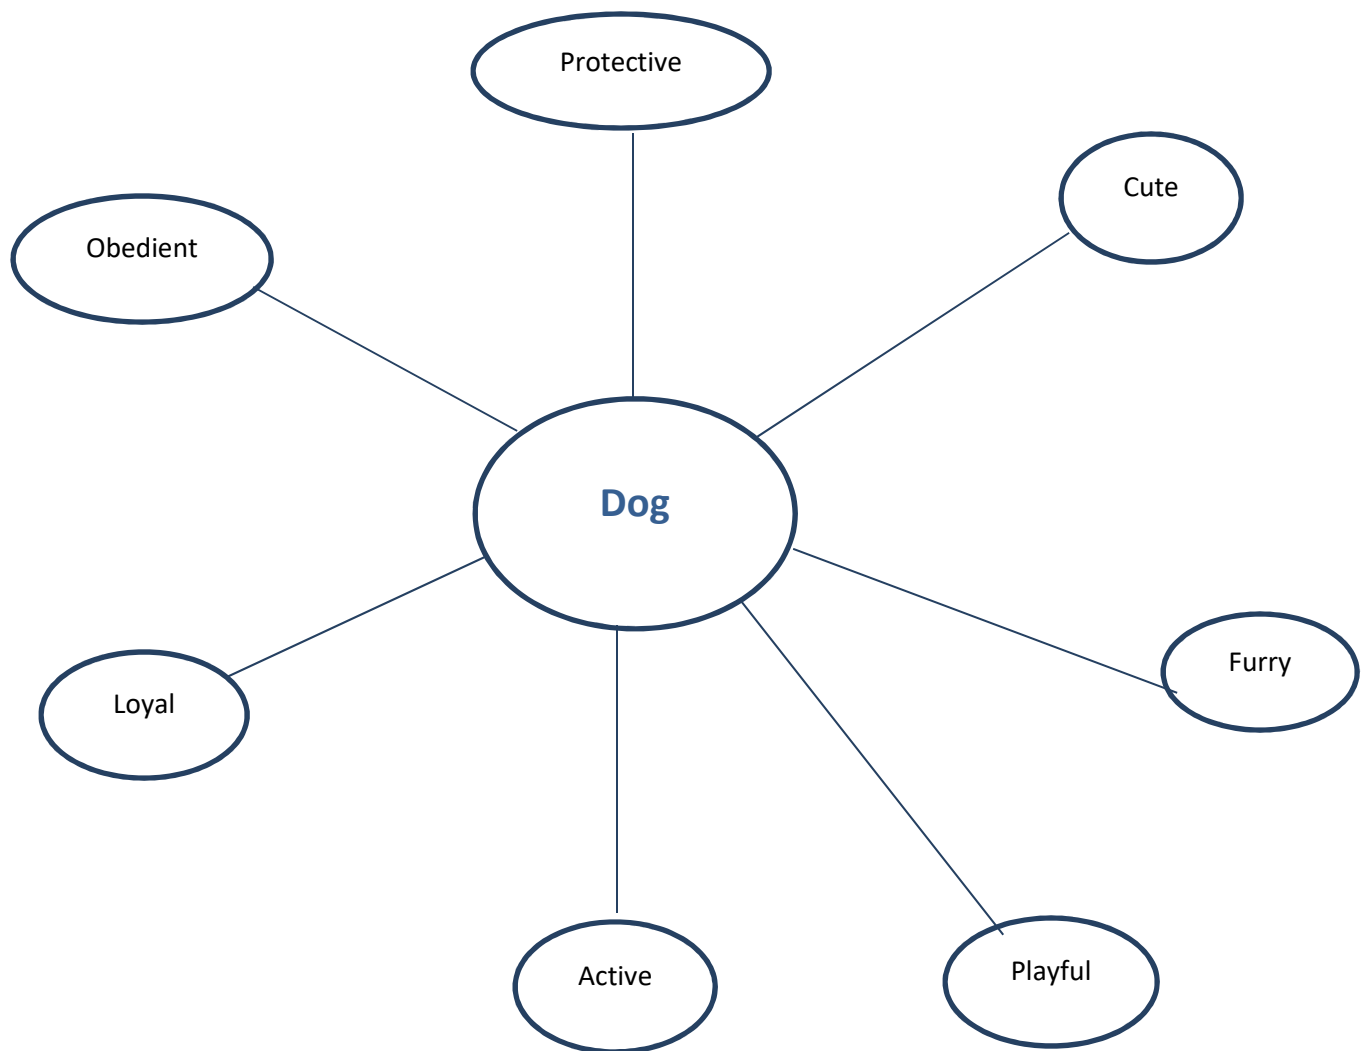 Protective
Cute
Obedient
Dog
Furry
Loyal
Playful
Active